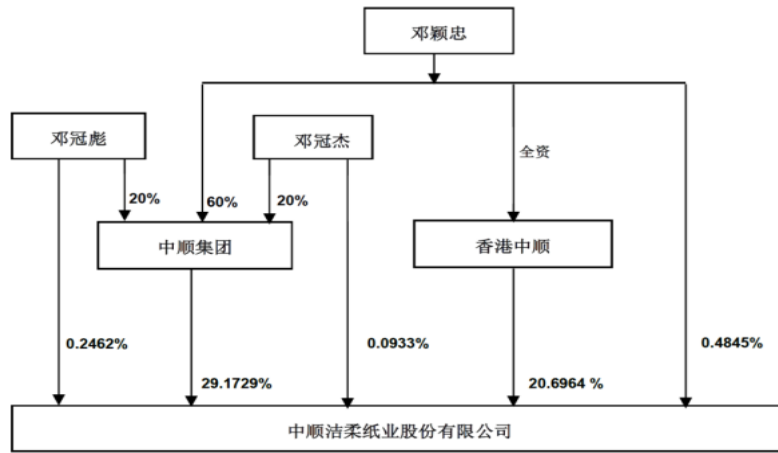 邓颖忠
邓冠彪
邓冠杰
全资
20%
60%
20%
中顺集团
香港中顺
0.2462%
0.0933%
0.4845%
29.1729%
20.6964 %
中顺洁柔纸业股份有限公司